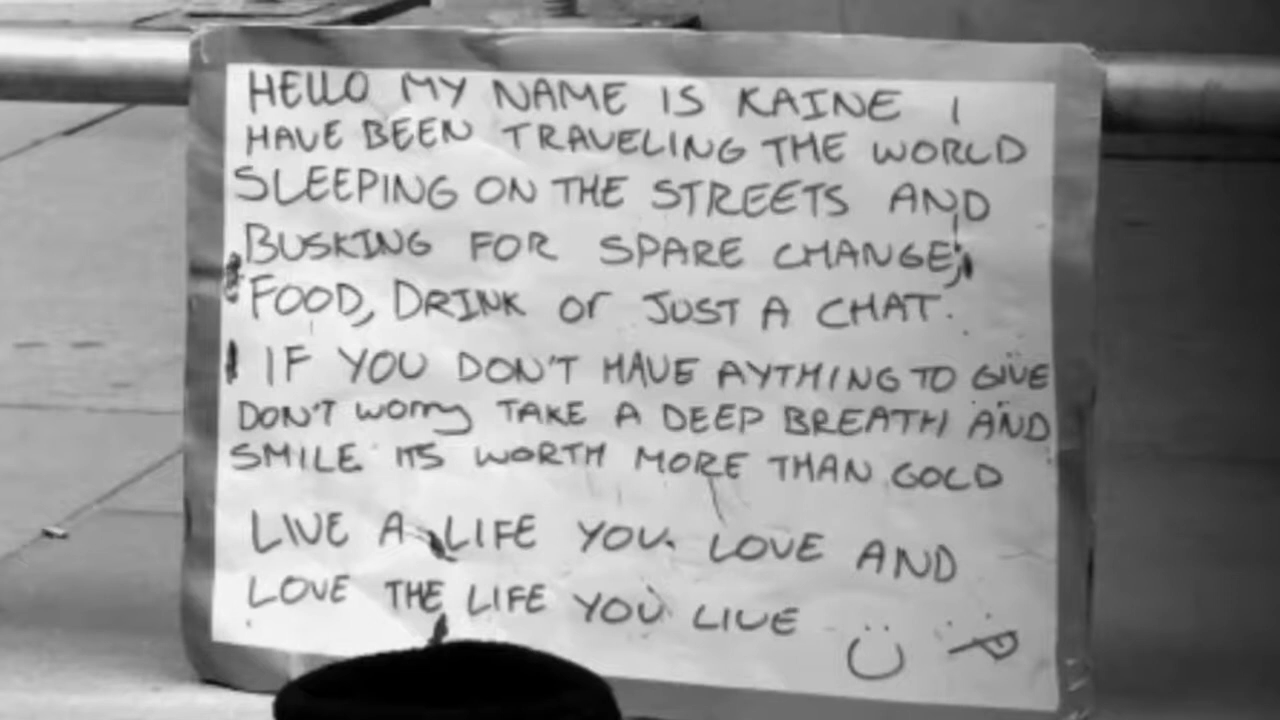 HELLO MY NAME IS KAINE I
HAVE BEEN TRAVELING THE WORLD
SLEEPING ON THE STREETS AND
BUSKING FOR SPARE CHANGE,
FOOD, DRINK or JUST A CHAT.
IF YOU DON'T HAVE AYTHING TO GIVE
DON'T worry TAKE A DEEP BREATH AND
SMILE ITS WORTH MORE THAN GOLD
LIVE A LIFE YOU LOVE AND
LOVE THE LIFE YOU LIVE :) :P